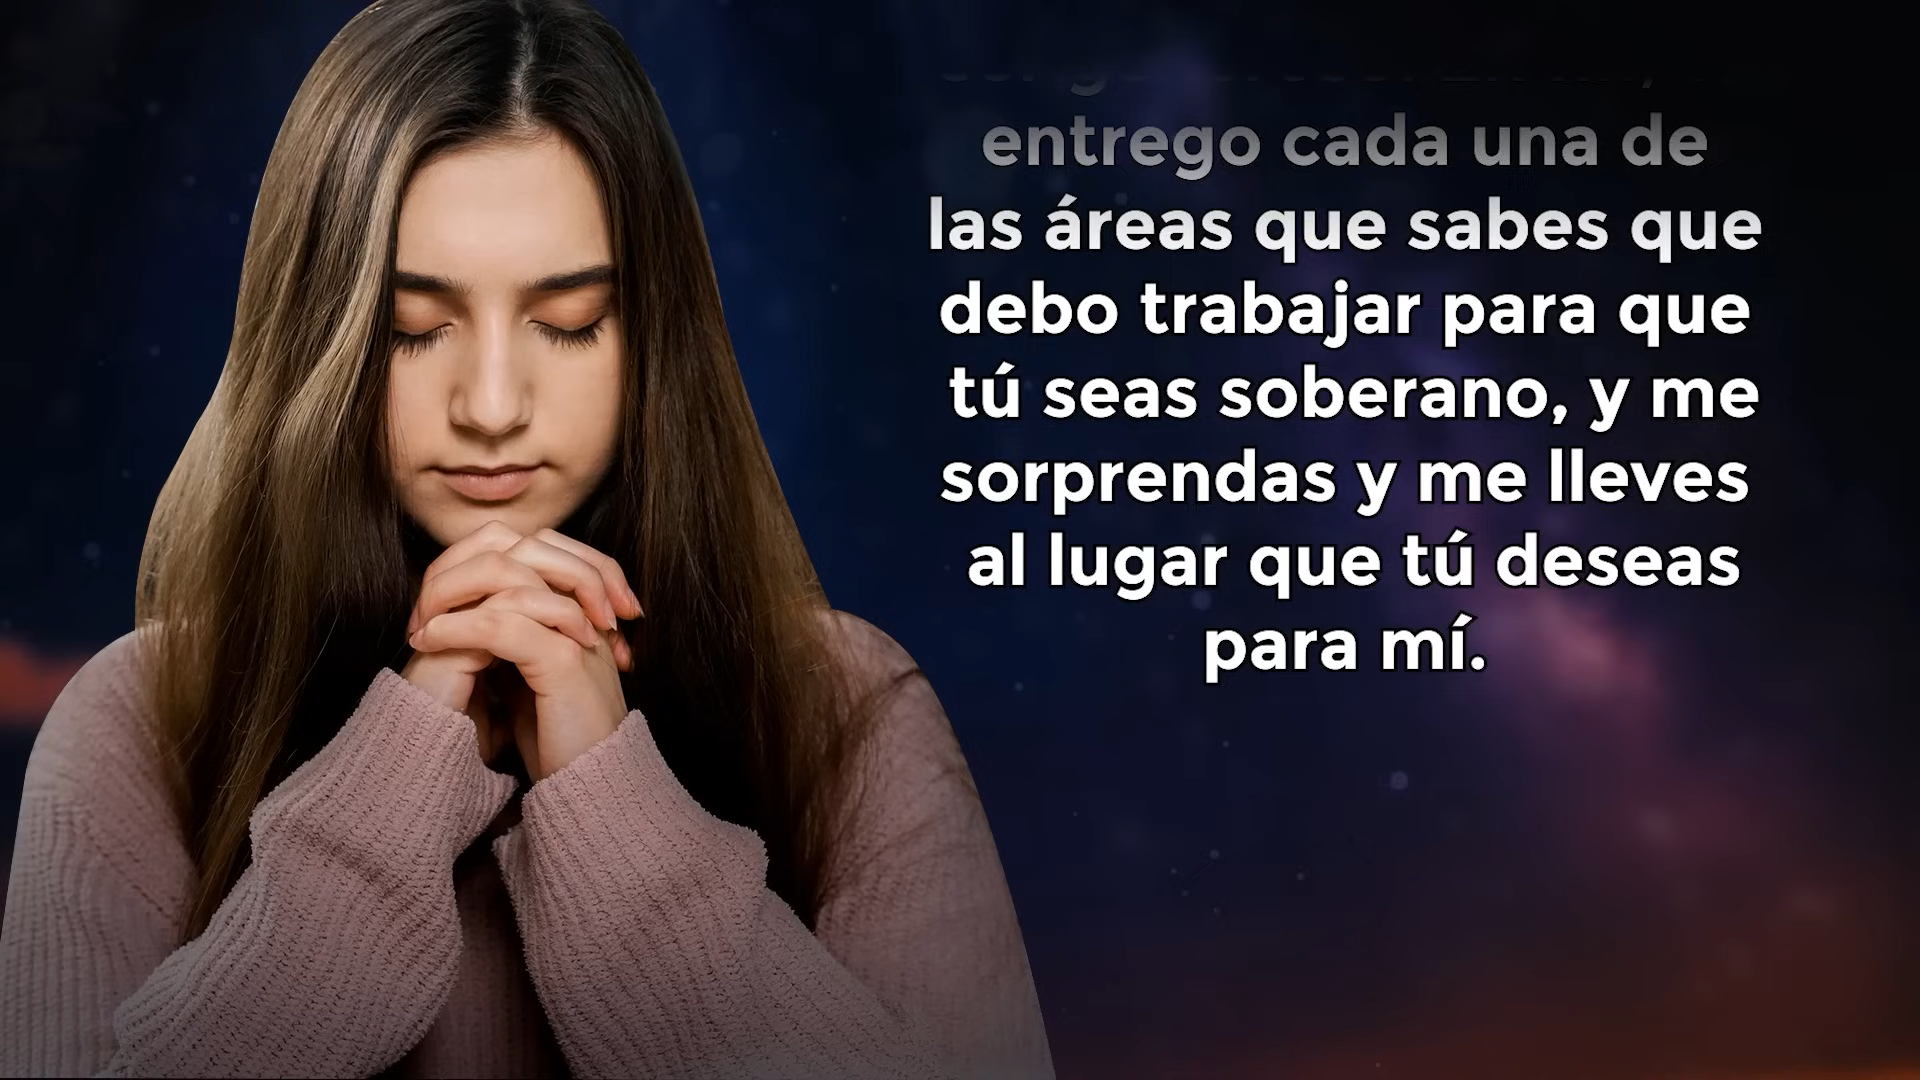 entrego cada una de
las áreas que sabes que
debo trabajar para que
tú seas soberano, y me
sorprendas y me lleves
al lugar que tú deseas
para mí.